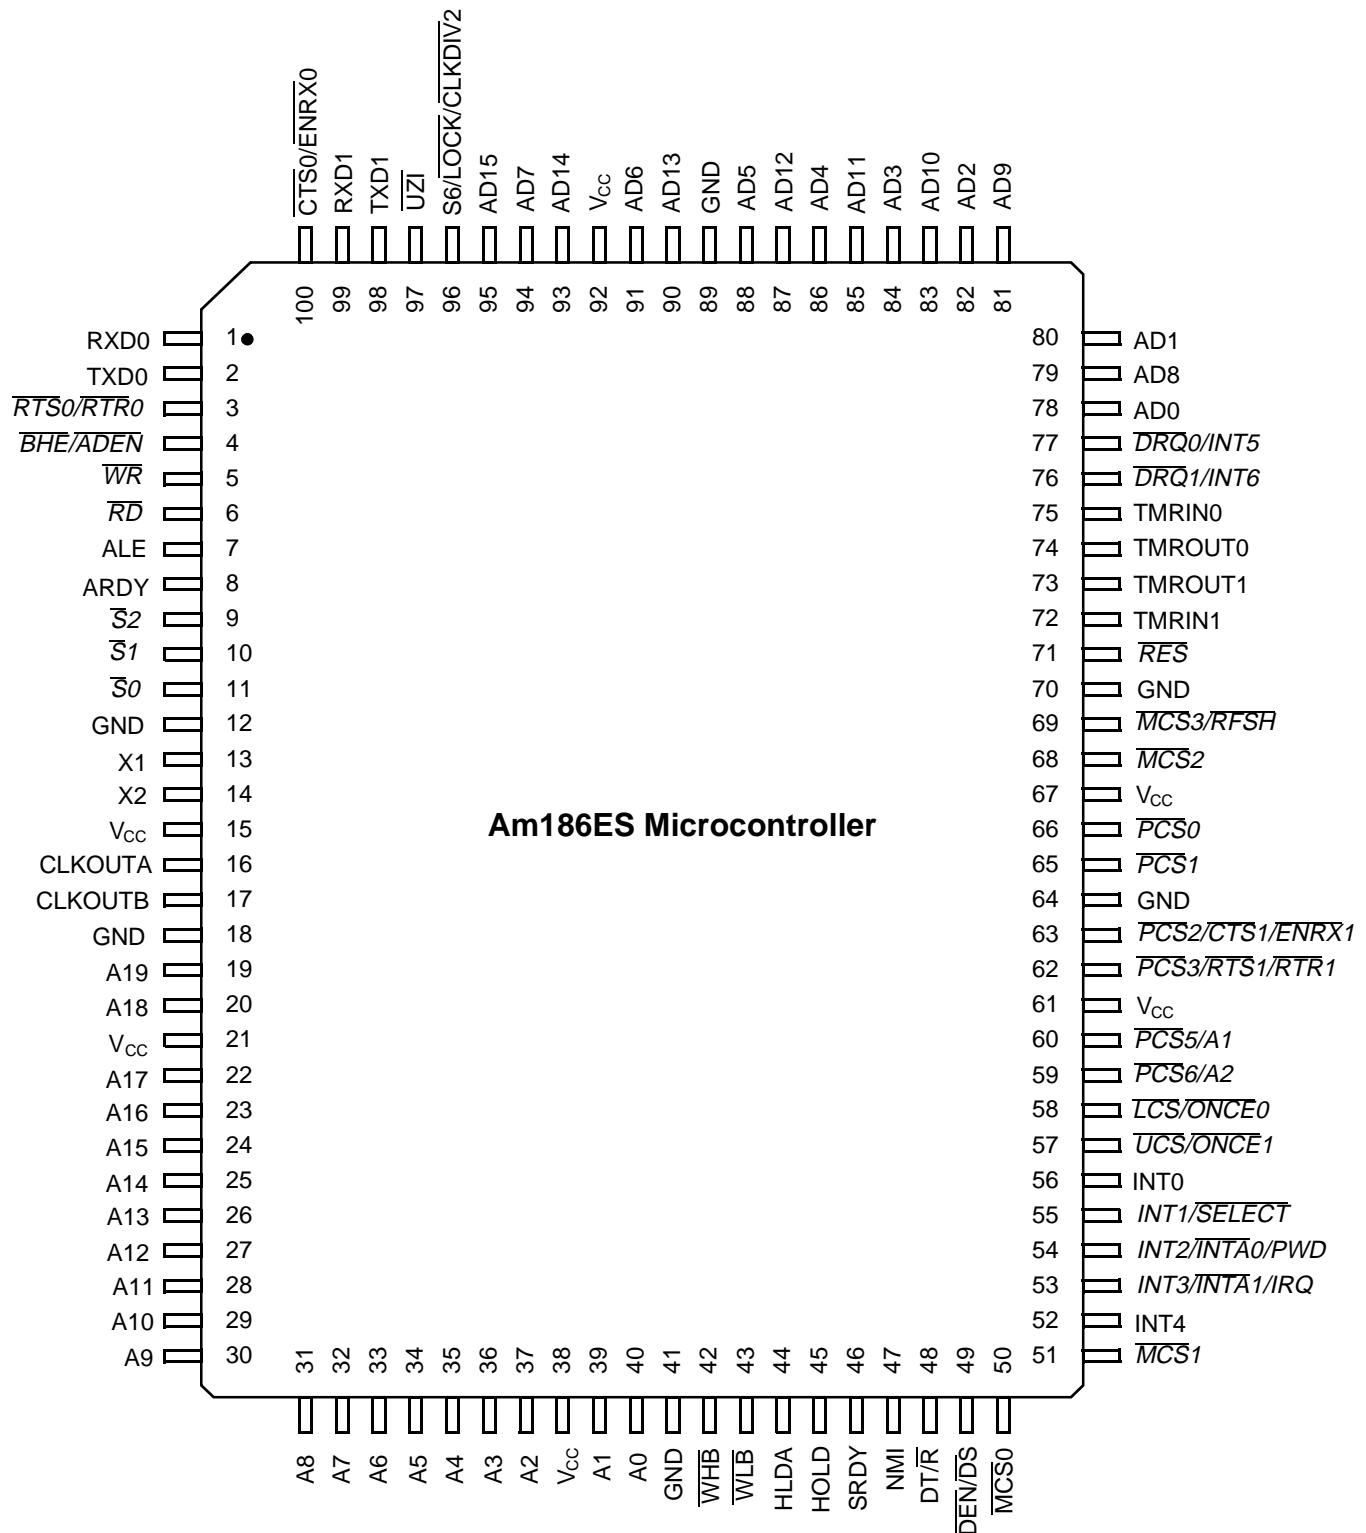 CTS0/ENRX0
RXD1
TXD1
UZI
S6/LOCK/CLKDIV2
AD15
AD7
AD14
VCC
AD6
AD13
GND
AD5
AD12
AD4
AD11
AD3
AD10
AD2
AD9
100
99
98
97
96
95
94
93
92
91
90
89
88
87
86
85
84
83
82
81
RXD0 1 80 AD1
TXD0 2 79 AD8
RTS0/RTR0 3 78 AD0
BHE/ADEN 4 77 DRQ0/INT5
WR 5 76 DRQ1/INT6
RD 6 75 TMRIN0
ALE 7 74 TMROUT0
ARDY 8 73 TMROUT1
S2 9 72 TMRIN1
S1 10 71 RES
S0 11 70 GND
GND 12 69 MCS3/RFSH
X1 13 68 MCS2
X2 14 67 VCC
VCC 15 Am186ES Microcontroller 66 PCS0
CLKOUTA 16 65 PCS1
CLKOUTB 17 64 GND
GND 18 63 PCS2/CTS1/ENRX1
A19 19 62 PCS3/RTS1/RTR1
A18 20 61 VCC
VCC 21 60 PCS5/A1
A17 22 59 PCS6/A2
A16 23 58 LCS/ONCE0
A15 24 57 UCS/ONCE1
A14 25 56 INT0
A13 26 55 INT1/SELECT
A12 27 54 INT2/INTA0/PWD
A11 28 53 INT3/INTA1/IRQ
A10 29 52 INT4
A9 30 51 MCS1
31
32
33
34
35
36
37
38
39
40
41
42
43
44
45
46
47
48
49
50
A8
A7
A6
A5
A4
A3
A2
VCC
A1
A0
GND
WHB
WLB
HLDA
HOLD
SRDY
NMI
DT/R
DEN/DS
MCS0